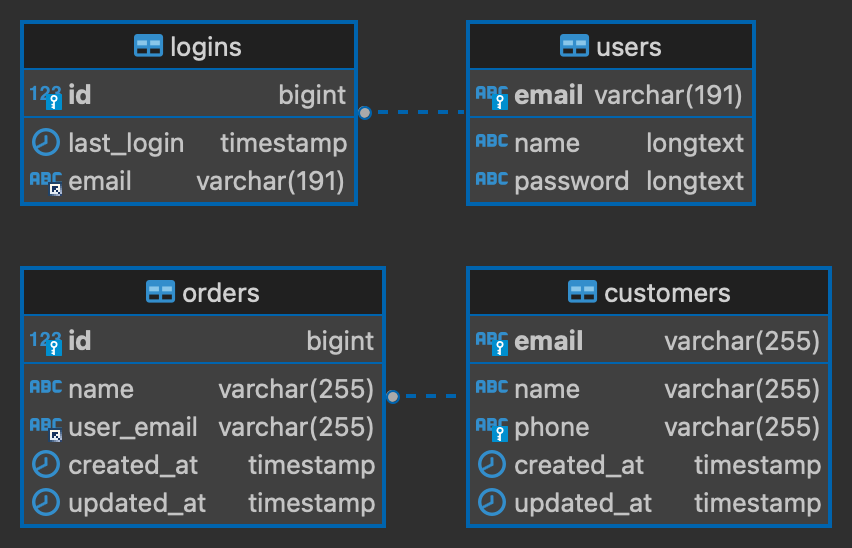 logins
123 id bigint
last_login timestamp
ABC email varchar(191)
users
ABC email varchar(191)
ABC name longtext
ABC password longtext
orders
123 id bigint
ABC name varchar(255)
ABC user_email varchar(255)
created_at timestamp
updated_at timestamp
customers
ABC email varchar(255)
ABC name varchar(255)
ABC phone varchar(255)
created_at timestamp
updated_at timestamp